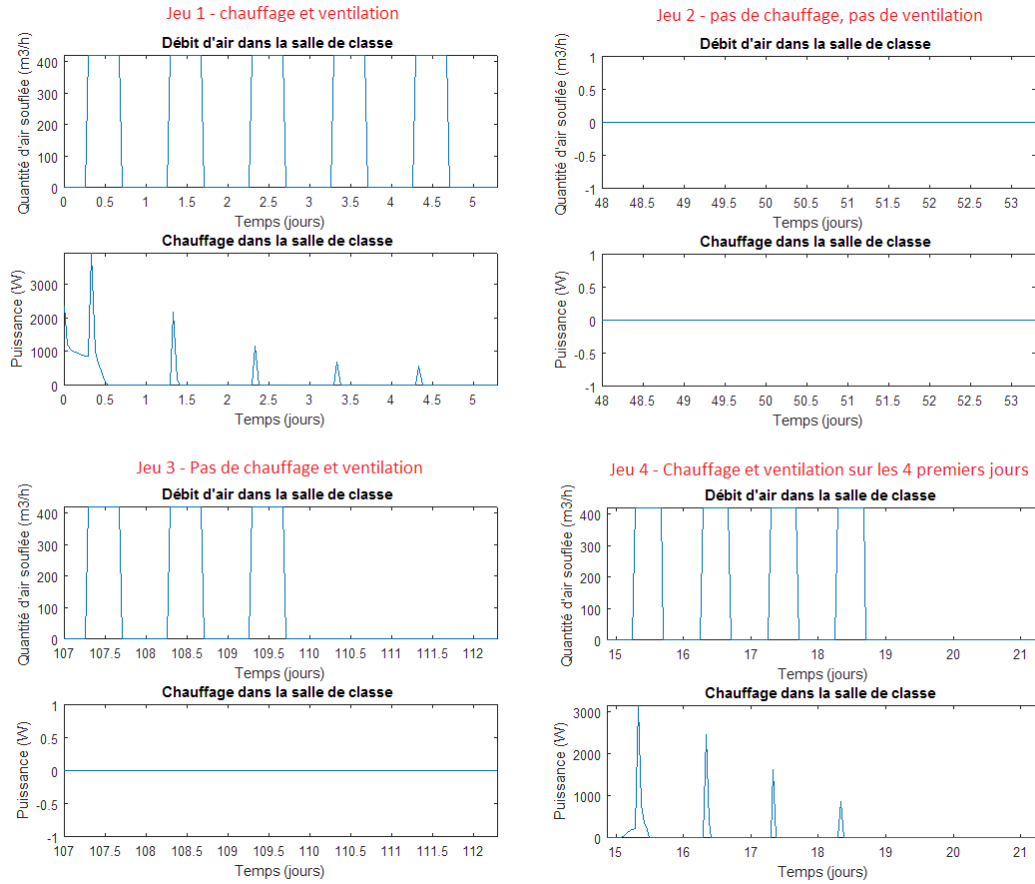 Jeu 1 - chauffage et ventilation
Débit d'air dans la salle de classe
Quantité d'air souflée (m3/h)
400
300
200
100
0
0 0.5 1 1.5 2 2.5 3 3.5 4 4.5 5
Temps (jours)
Chauffage dans la salle de classe
Puissance (W)
3000
2000
1000
0
0 0.5 1 1.5 2 2.5 3 3.5 4 4.5 5
Temps (jours)
Jeu 2 - pas de chauffage, pas de ventilation
Débit d'air dans la salle de classe
Quantité d'air souflée (m3/h)
1
0.5
0
-0.5
-1
48 48.5 49 49.5 50 50.5 51 51.5 52 52.5 53
Temps (jours)
Chauffage dans la salle de classe
Puissance (W)
1
0.5
0
-0.5
-1
48 48.5 49 49.5 50 50.5 51 51.5 52 52.5 53
Temps (jours)
Jeu 3 - Pas de chauffage et ventilation
Débit d'air dans la salle de classe
Quantité d'air souflée (m3/h)
400
300
200
100
0
107 107.5 108 108.5 109 109.5 110 110.5 111 111.5 112
Temps (jours)
Chauffage dans la salle de classe
Puissance (W)
1
0.5
0
-0.5
-1
107 107.5 108 108.5 109 109.5 110 110.5 111 111.5 112
Temps (jours)
Jeu 4 - Chauffage et ventilation sur les 4 premiers jours
Débit d'air dans la salle de classe
Quantité d'air souflée (m3/h)
400
300
200
100
0
15 16 17 18 19 20 21
Temps (jours)
Chauffage dans la salle de classe
Puissance (W)
3000
2000
1000
0
15 16 17 18 19 20 21
Temps (jours)